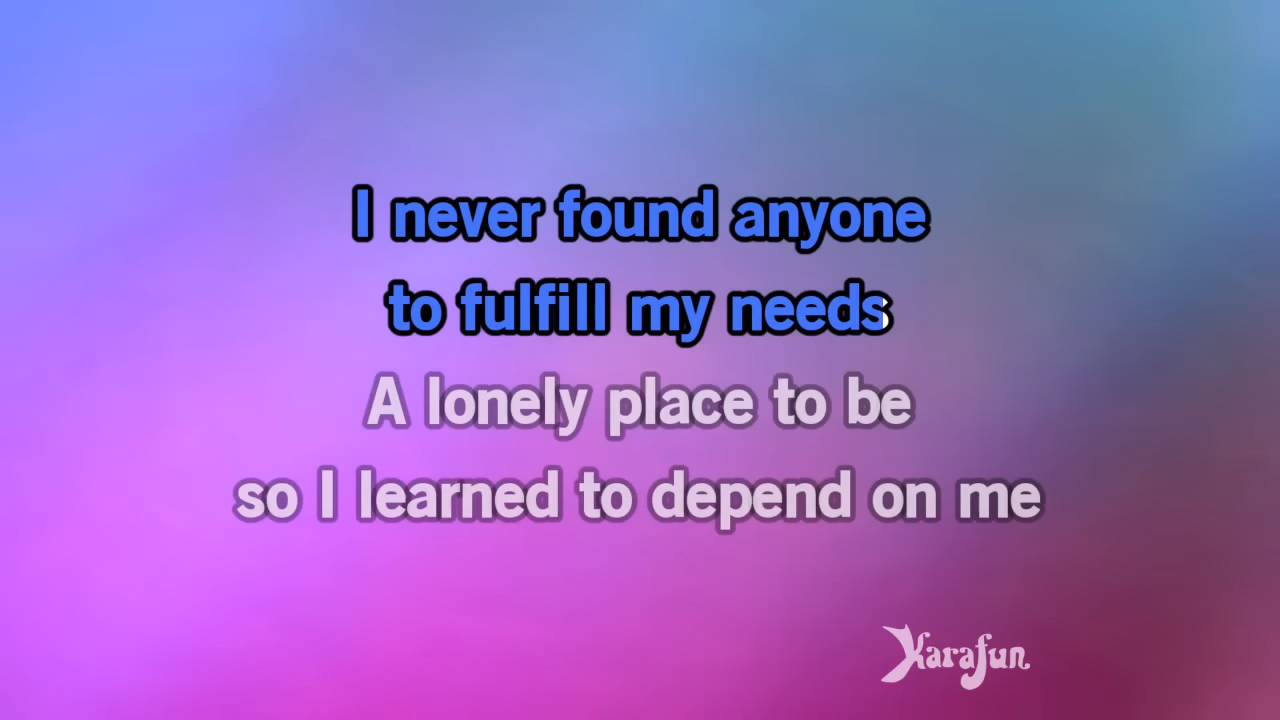 I never found anyone
to fulfill my needs
A lonely place to be
so I learned to depend on me
Karafun